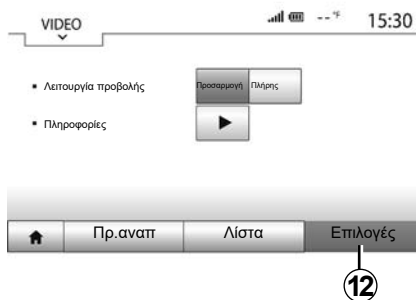 VIDEO
--°F 15:30
▪ Λειτουργία προβολής Προσαρμογή Πλήρης
▪ Πληροφορίες
Πρ.αναπ Λίστα Επιλογές
12